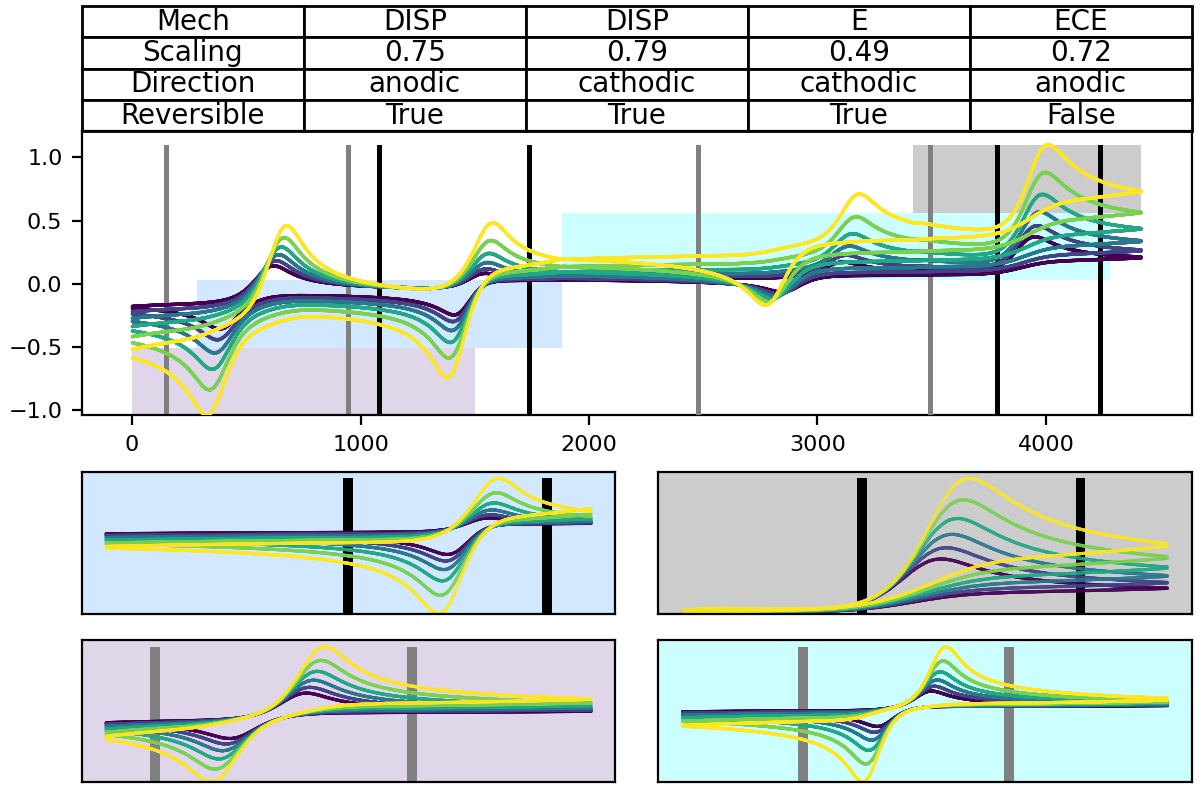 Mech DISP DISP E ECE
Scaling 0.75 0.79 0.49 0.72
Direction anodic cathodic cathodic anodic
Reversible True True True False
1.0
0.5
0.0
−0.5
−1.0
0 1000 2000 3000 4000